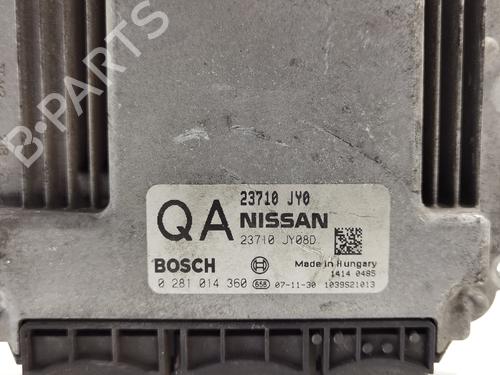 B-PARTS
23710 JY0
QA NISSAN
23710 JY08D
BOSCH Made in Hungary
1414 0485
0 281 014 360 658 07-11-30 1039S21013